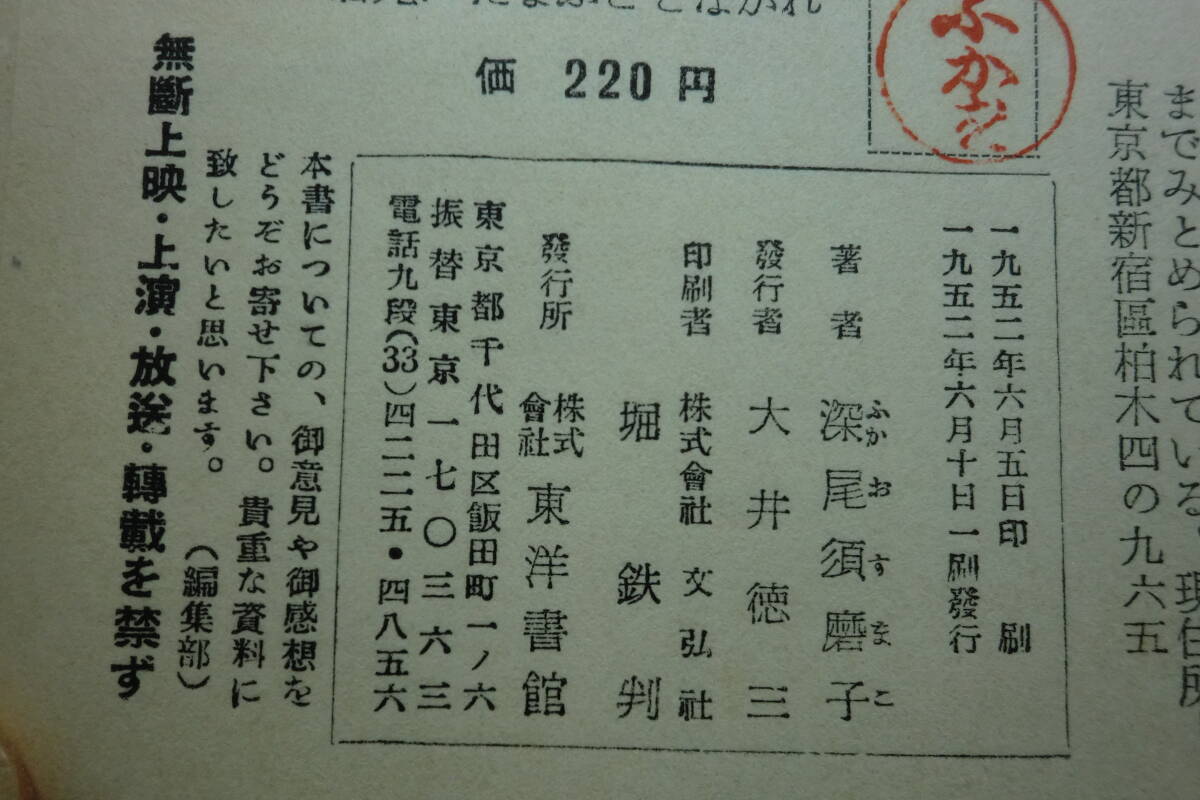 までみとめられている。現住所
東京都新宿區柏木四の九六五
価 220 円
一九五二年六月五日印刷
一九五二年六月十日一刷發行
著者 深尾須磨子
ふかおすまこ
發行者 大井徳三
印刷者 株式會社 文弘社
堀鉄判
發行所 株式會社 東洋書館
東京都千代田区飯田町一ノ六
振替東京一七〇三六三
電話九段(33)四二二五・四八五六
本書についての、御意見や御感想を
どうぞお寄せ下さい。貴重な資料に
致したいと思います。 (編集部)
無斷上映・上演・放送・轉載を禁ず